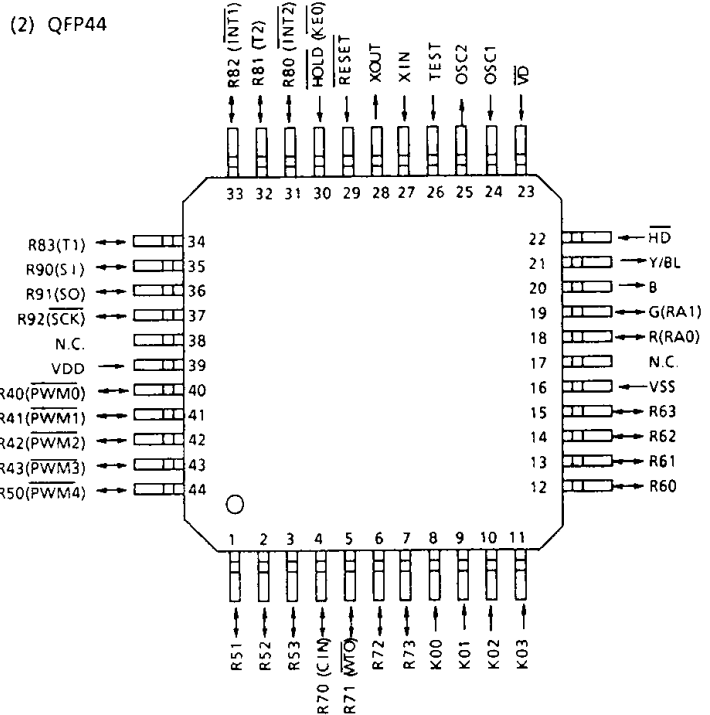 (2) QFP44
R82 (INT1)
R81 (T2)
R80 (INT2)
HOLD (KE0)
RESET
XOUT
XIN
TEST
OSC2
OSC1
VD
33 32 31 30 29 28 27 26 25 24 23
R83(T1) 34
R90(SI) 35
R91(SO) 36
R92(SCK) 37
N.C. 38
VDD 39
R40(PWM0) 40
R41(PWM1) 41
R42(PWM2) 42
R43(PWM3) 43
R50(PWM4) 44
22 HD
21 Y/BL
20 B
19 G(RA1)
18 R(RA0)
17 N.C.
16 VSS
15 R63
14 R62
13 R61
12 R60
1 2 3 4 5 6 7 8 9 10 11
R51
R52
R53
R70 (CIN)
R71 (WTO)
R72
R73
K00
K01
K02
K03